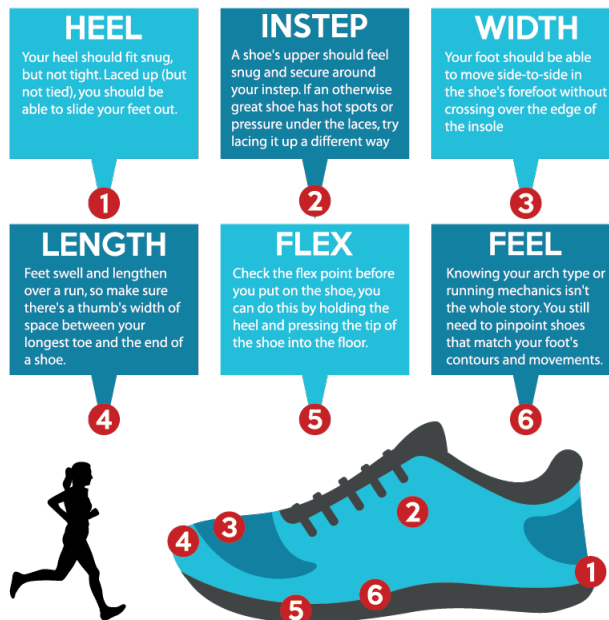 HEEL
Your heel should fit snug,
but not tight. Laced up (but
not tied), you should be
able to slide your feet out.
1
INSTEP
A shoe's upper should feel
snug and secure around
your instep. If an otherwise
great shoe has hot spots or
pressure under the laces, try
lacing it up a different way
2
WIDTH
Your foot should be able
to move side-to-side in
the shoe's forefoot without
crossing over the edge of
the insole
3
LENGTH
Feet swell and lengthen
over a run, so make sure
there's a thumb's width of
space between your
longest toe and the end of
a shoe.
4
FLEX
Check the flex point before
you put on the shoe, you
can do this by holding the
heel and pressing the tip of
the shoe into the floor.
5
FEEL
Knowing your arch type or
running mechanics isn't
the whole story. You still
need to pinpoint shoes
that match your foot's
contours and movements.
6
2
3
4
1
6
5